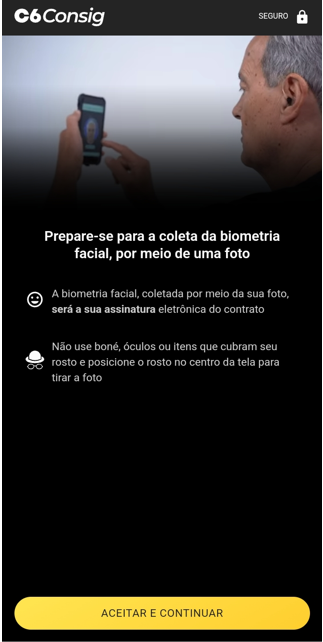 C6Consig
SEGURO
Prepare-se para a coleta da biometria
facial, por meio de uma foto
A biometria facial, coletada por meio da sua foto,
será a sua assinatura eletrônica do contrato
Não use boné, óculos ou itens que cubram seu
rosto e posicione o rosto no centro da tela para
tirar a foto
ACEITAR E CONTINUAR